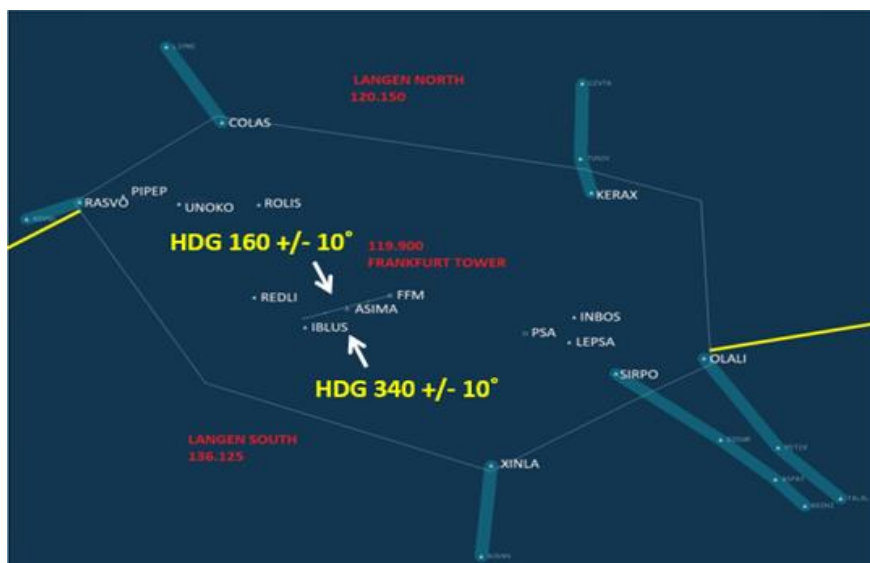 LANGEN NORTH
120.150
COLAS
KERAX
PIPEP
RASVO
UNOKO
ROLIS
HDG 160 +/- 10°
119.900
FRANKFURT TOWER
REDLI
FFM
ASIMA
IBLUS
INBOS
PSA
LEPSA
OLALI
HDG 340 +/- 10°
SIRPO
LANGEN SOUTH
136.125
XINLA